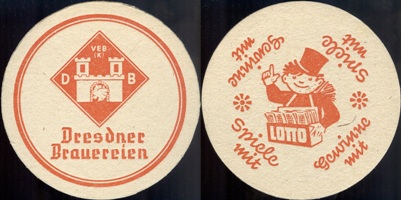 VEB
(K)
D B
Dresdner
Brauereien
Spiele
mit
Gewinne
mit
LOTTO
Spiele
mit
Gewinne
mit